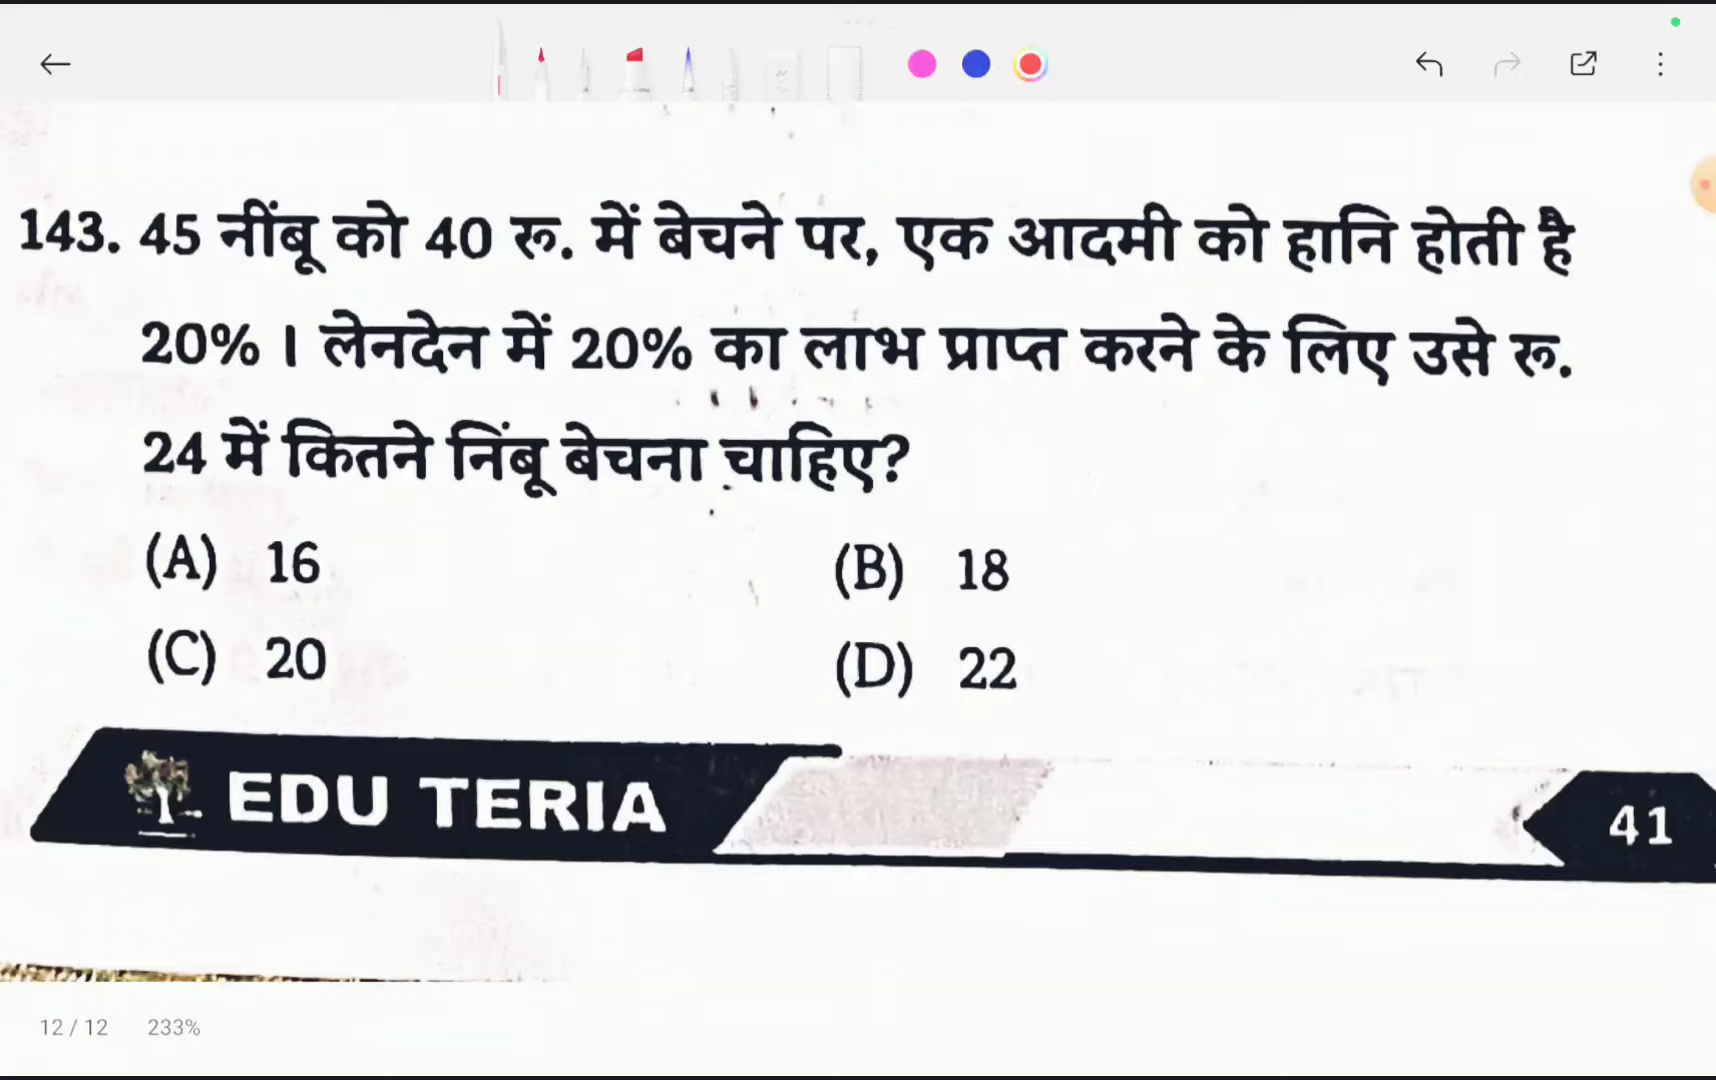 143. 45 नींबू को 40 रू. में बेचने पर, एक आदमी को हानि होती है
20% । लेनदेन में 20% का लाभ प्राप्त करने के लिए उसे रू.
24 में कितने निंबू बेचना चाहिए?
(A) 16 (B) 18
(C) 20 (D) 22
EDU TERIA 41
12 / 12 233%